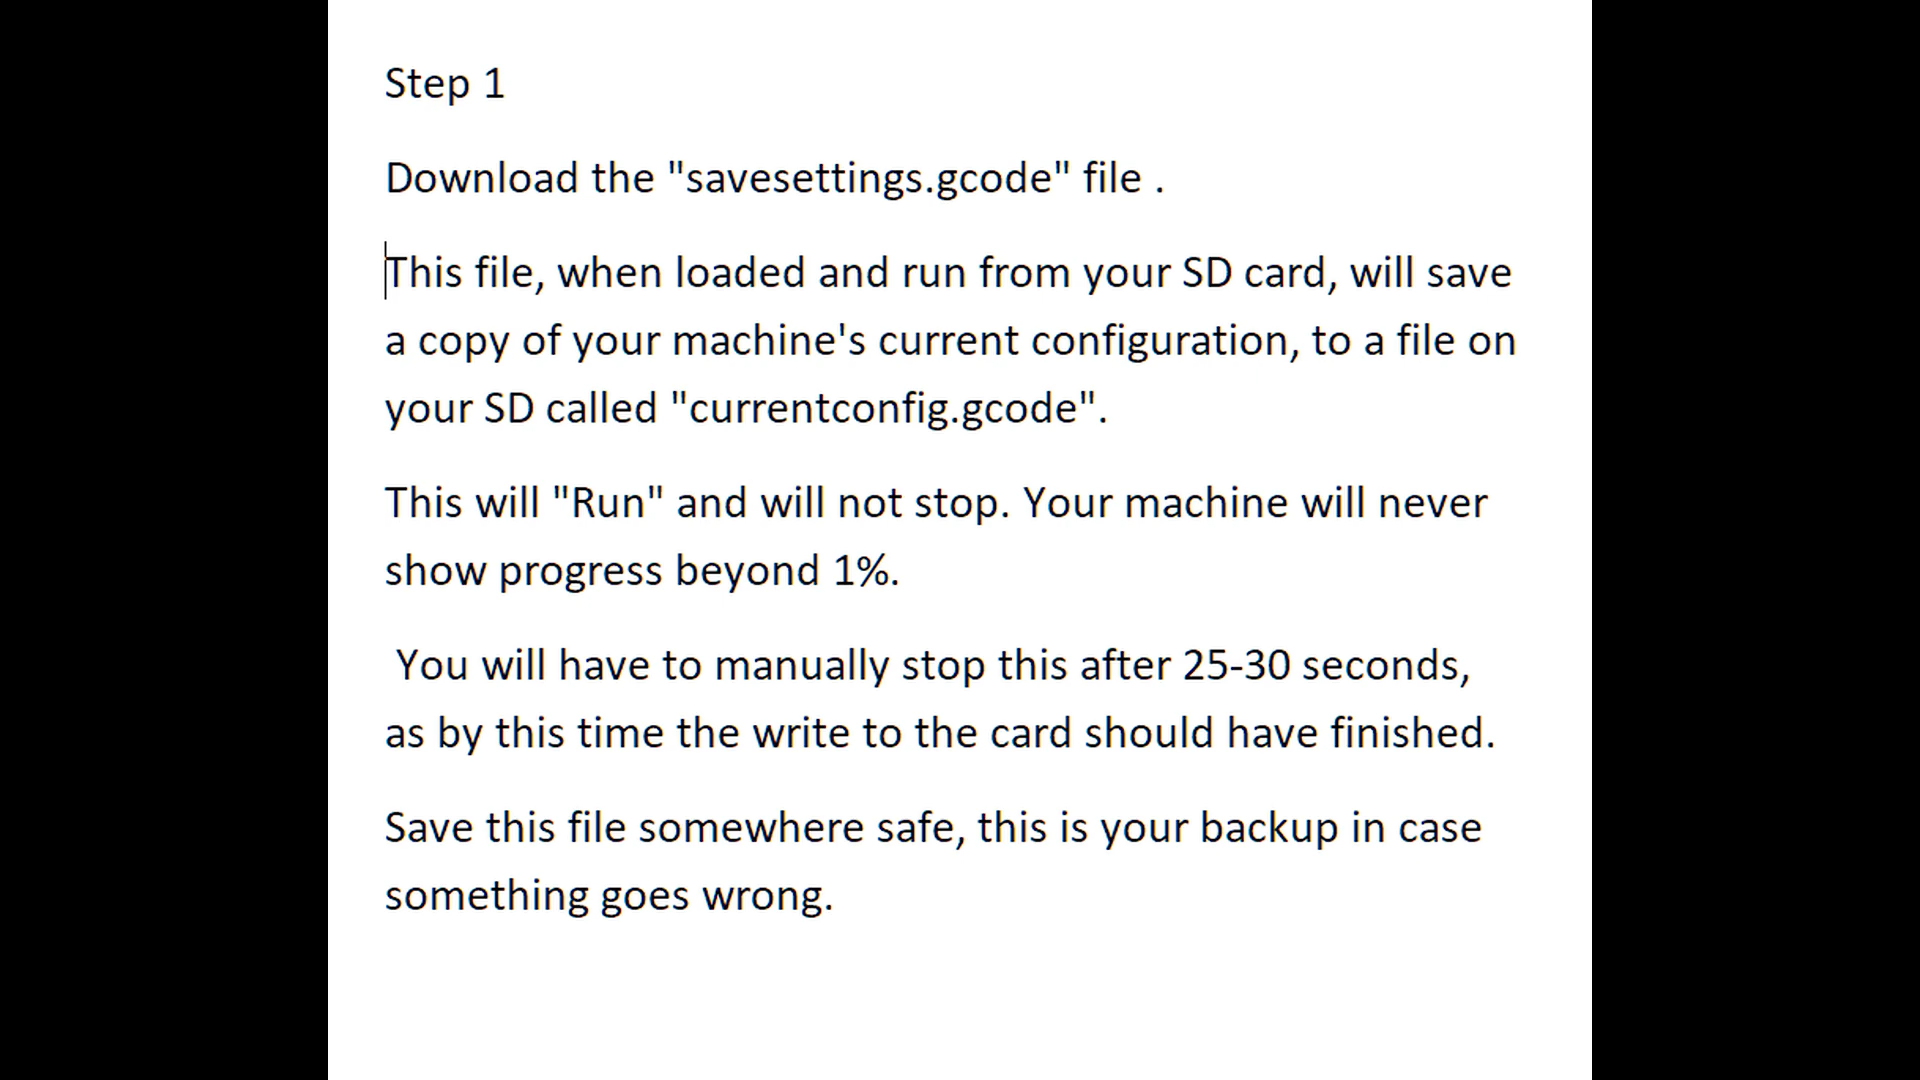 Step 1
Download the "savesettings.gcode" file .
This file, when loaded and run from your SD card, will save
a copy of your machine's current configuration, to a file on
your SD called "currentconfig.gcode".
This will "Run" and will not stop. Your machine will never
show progress beyond 1%.
You will have to manually stop this after 25-30 seconds,
as by this time the write to the card should have finished.
Save this file somewhere safe, this is your backup in case
something goes wrong.